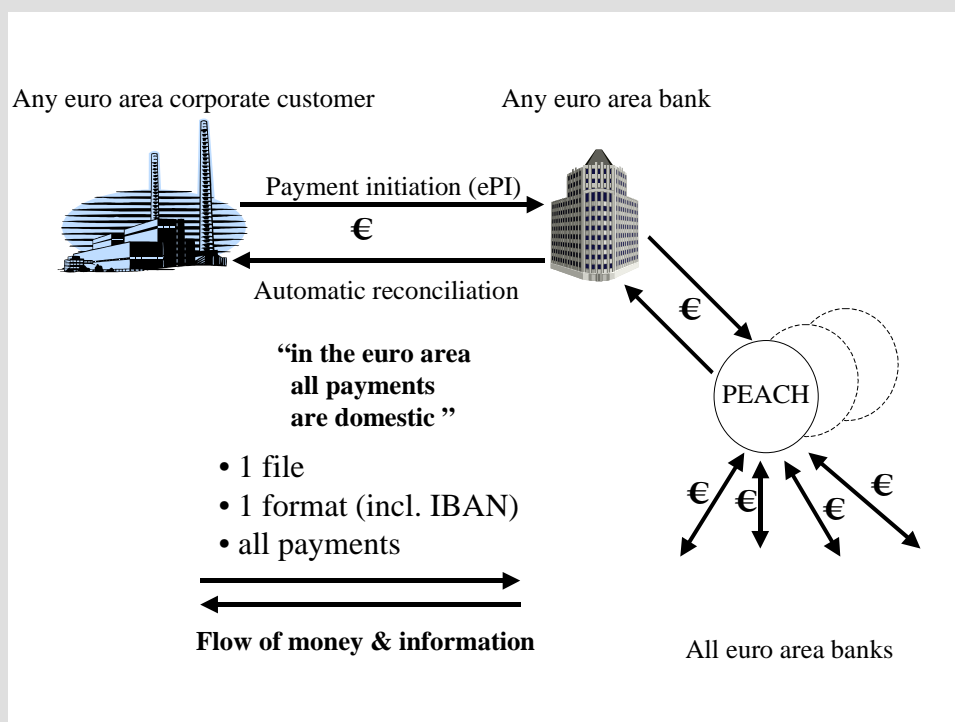 Any euro area corporate customer
Any euro area bank
Payment initiation (ePI)
€
Automatic reconciliation
€
“in the euro area
all payments
are domestic ”
PEACH
• 1 file
• 1 format (incl. IBAN)
• all payments
€
€
€
€
Flow of money & information
All euro area banks